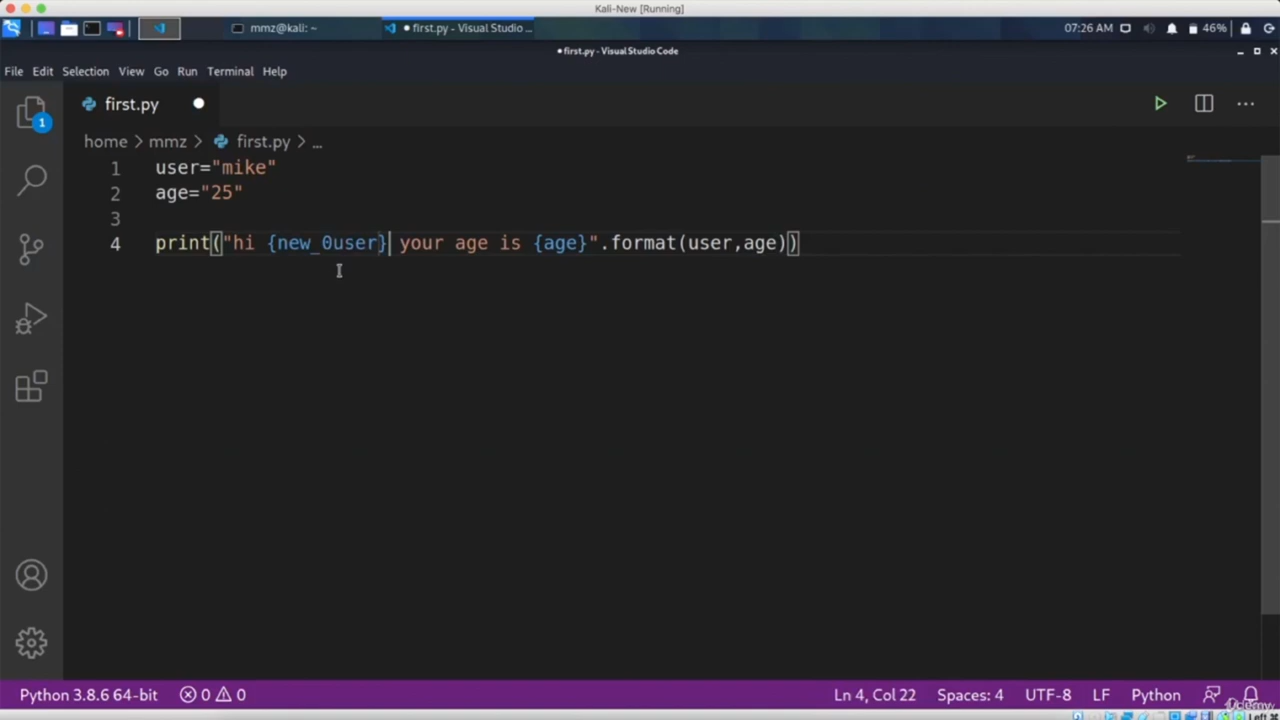 Kali-New [Running]
mmz@kali: ~
first.py - Visual Studio ...
07:26 AM
46%
first.py - Visual Studio Code
File Edit Selection View Go Run Terminal Help
first.py
1
home > mmz > first.py > ...
1 user="mike"
2 age="25"
3
4 print("hi {new_0user} your age is {age}".format(user,age))
Python 3.8.6 64-bit
0 0
Ln 4, Col 22
Spaces: 4
UTF-8
LF
Python
Udemy
Left ⌘